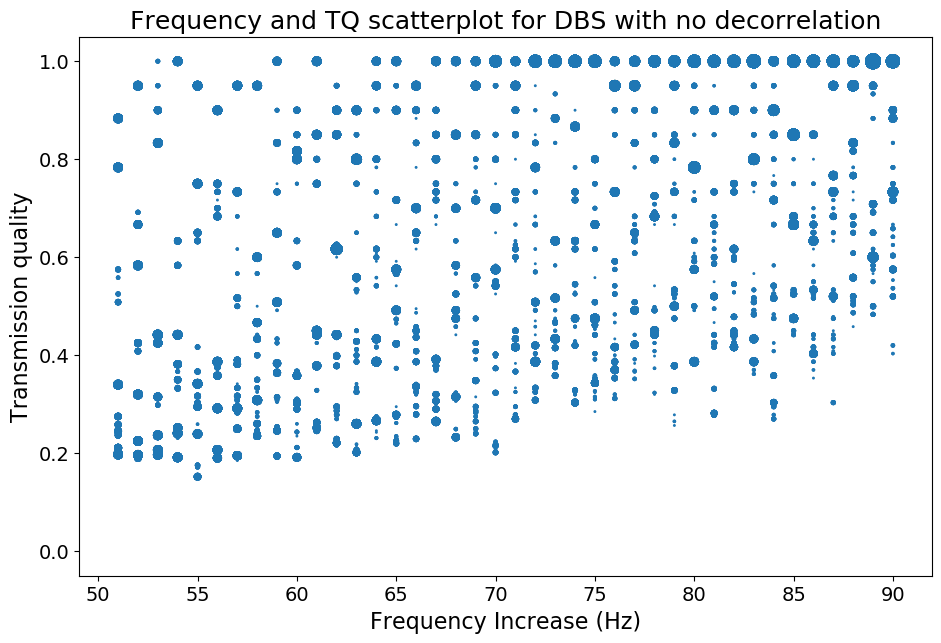 Frequency and TQ scatterplot for DBS with no decorrelation
1.0
0.8
0.6
0.4
0.2
0.0
Transmission quality
50 55 60 65 70 75 80 85 90
Frequency Increase (Hz)